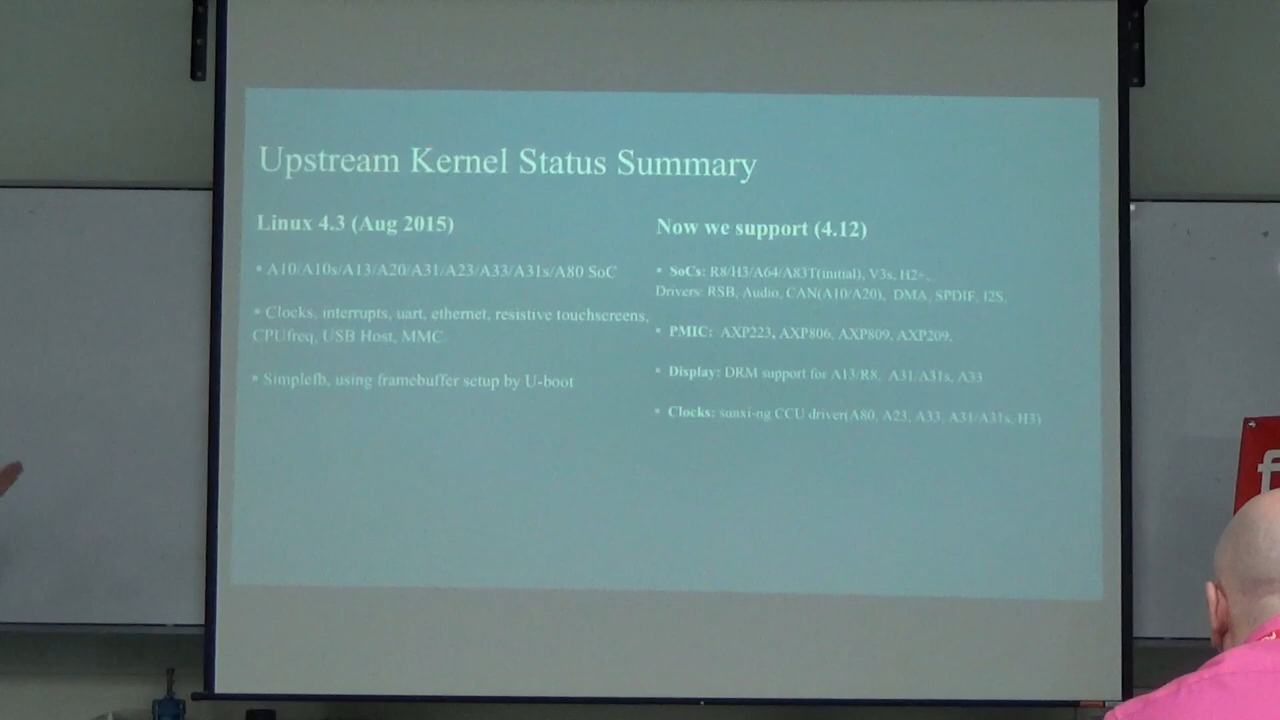 Upstream Kernel Status Summary
Linux 4.3 (Aug 2015)
• A10/A10s/A13/A20/A31/A23/A33/A31s/A80 SoC
• Clocks, interrupts, uart, ethernet, resistive touchscreens,
CPUfreq, USB Host, MMC
• Simplefb, using framebuffer setup by U-boot
Now we support (4.12)
• SoCs: R8/H3/A64/A83T(initial), V3s, H2+,
Drivers: RSB, Audio, CAN(A10/A20), DMA, SPDIF, I2S,
• PMIC: AXP223, AXP806, AXP809, AXP209,
• Display: DRM support for A13/R8, A31/A31s, A33
• Clocks: sunxi-ng CCU driver(A80, A23, A33, A31/A31s, H3)
f